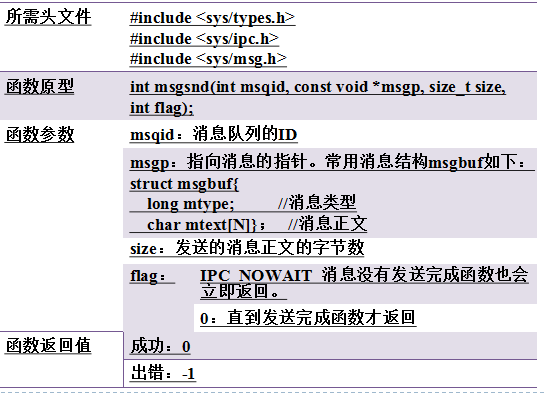 所需头文件
#include <sys/types.h>
#include <sys/ipc.h>
#include <sys/msg.h>
函数原型
int msgsnd(int msqid, const void *msgp, size_t size,
int flag);
函数参数
msqid：消息队列的ID
msgp：指向消息的指针。常用消息结构msgbuf如下：
struct msgbuf{
long mtype; //消息类型
char mtext[N]}； //消息正文
size：发送的消息正文的字节数
flag： IPC_NOWAIT 消息没有发送完成函数也会
立即返回。
0：直到发送完成函数才返回
函数返回值
成功：0
出错：-1